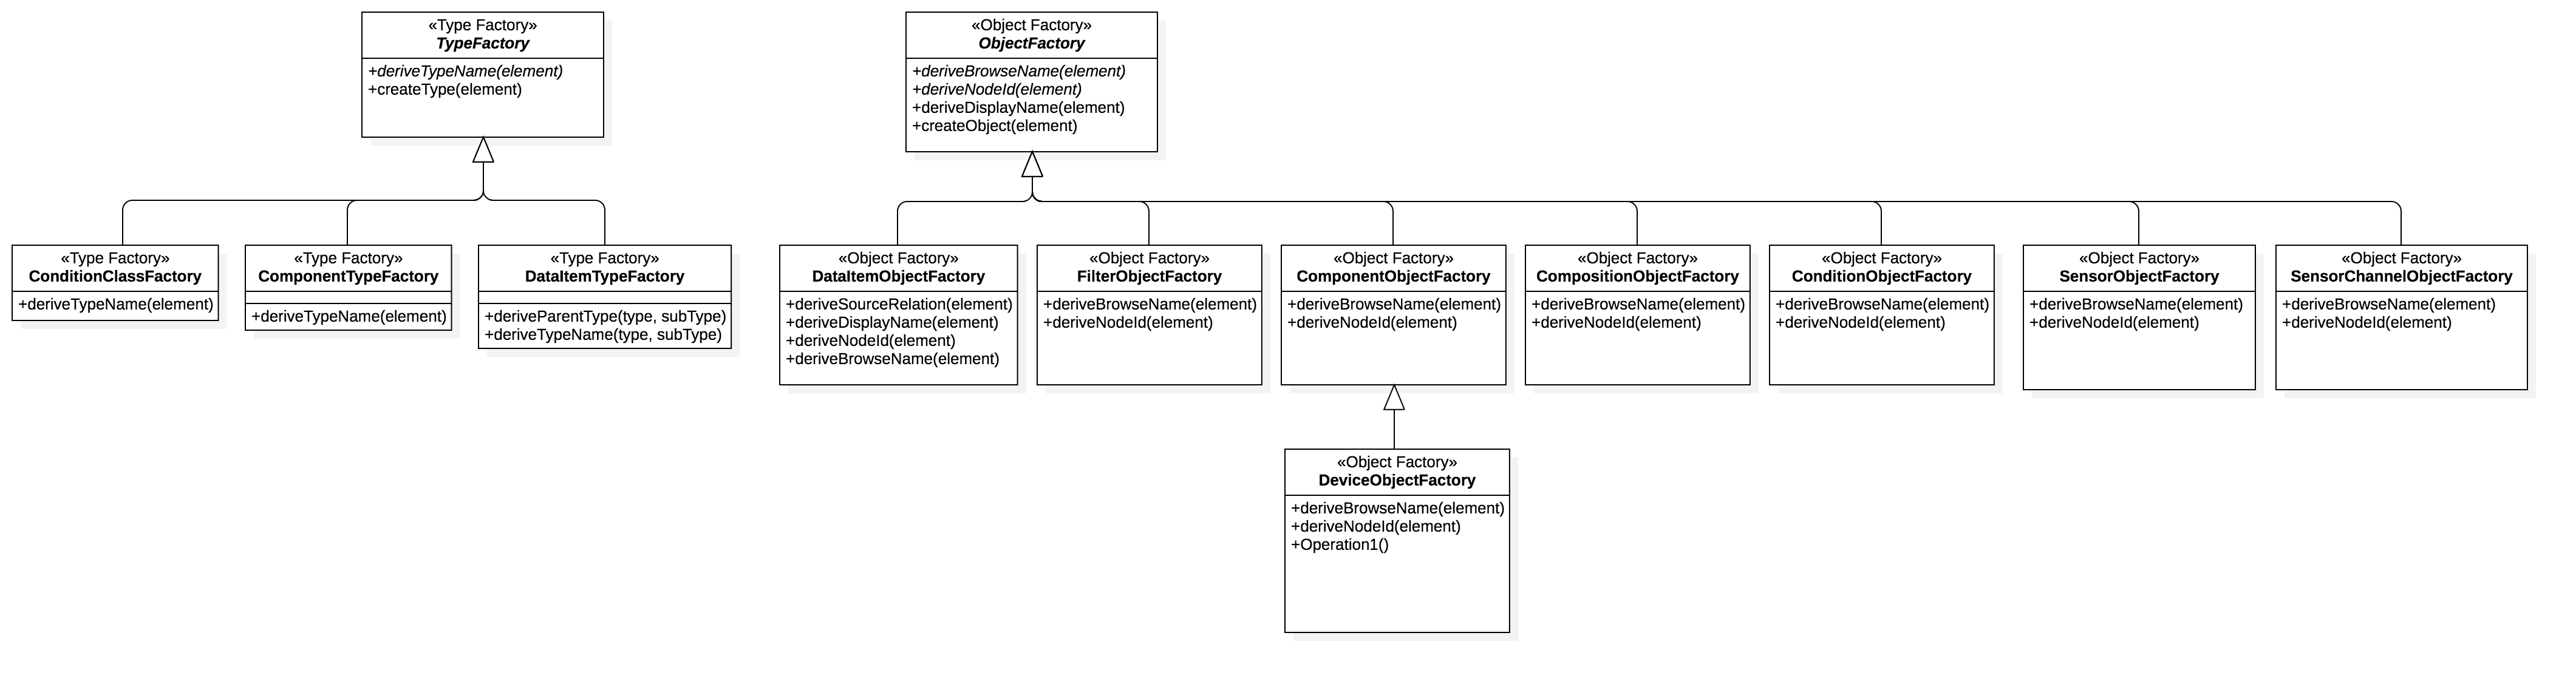 «Type Factory»
TypeFactory
+deriveTypeName(element)
+createType(element)
«Object Factory»
ObjectFactory
+deriveBrowseName(element)
+deriveNodeId(element)
+deriveDisplayName(element)
+createObject(element)
«Type Factory»
ConditionClassFactory
+deriveTypeName(element)
«Type Factory»
ComponentTypeFactory
+deriveTypeName(element)
«Type Factory»
DataItemTypeFactory
+deriveParentType(type, subType)
+deriveTypeName(type, subType)
«Object Factory»
DataItemObjectFactory
+deriveSourceRelation(element)
+deriveDisplayName(element)
+deriveNodeId(element)
+deriveBrowseName(element)
«Object Factory»
FilterObjectFactory
+deriveBrowseName(element)
+deriveNodeId(element)
«Object Factory»
ComponentObjectFactory
+deriveBrowseName(element)
+deriveNodeId(element)
«Object Factory»
CompositionObjectFactory
+deriveBrowseName(element)
+deriveNodeId(element)
«Object Factory»
ConditionObjectFactory
+deriveBrowseName(element)
+deriveNodeId(element)
«Object Factory»
SensorObjectFactory
+deriveBrowseName(element)
+deriveNodeId(element)
«Object Factory»
SensorChannelObjectFactory
+deriveBrowseName(element)
+deriveNodeId(element)
«Object Factory»
DeviceObjectFactory
+deriveBrowseName(element)
+deriveNodeId(element)
+Operation1()